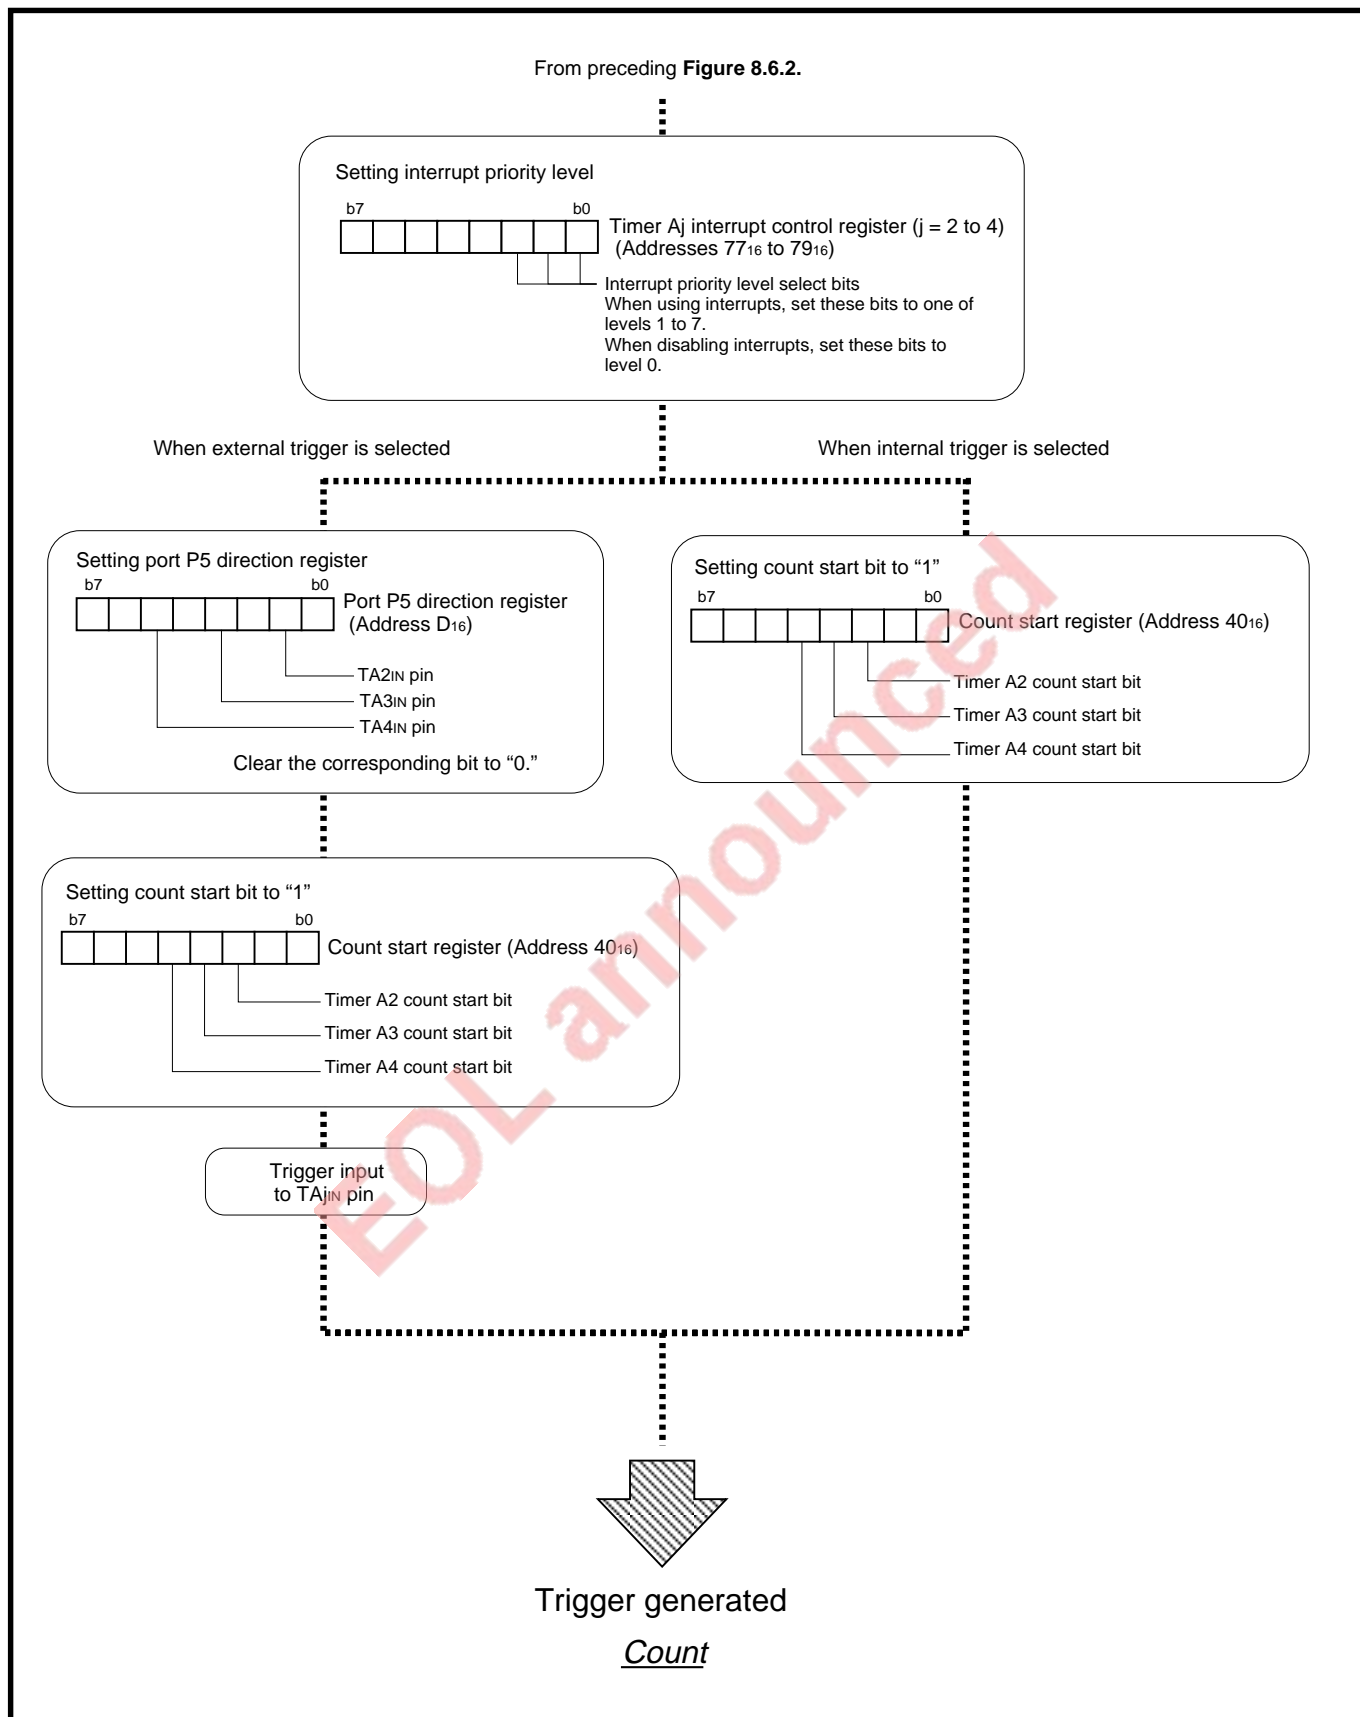 From preceding Figure 8.6.2.
Setting interrupt priority level
b7 b0
Timer Aj interrupt control register (j = 2 to 4)
(Addresses 7716 to 7916)
Interrupt priority level select bits
When using interrupts, set these bits to one of
levels 1 to 7.
When disabling interrupts, set these bits to
level 0.
When external trigger is selected
When internal trigger is selected
Setting port P5 direction register
b7 b0
Port P5 direction register
(Address D16)
TA2IN pin
TA3IN pin
TA4IN pin
Clear the corresponding bit to “0.”
Setting count start bit to “1”
b7 b0
Count start register (Address 4016)
Timer A2 count start bit
Timer A3 count start bit
Timer A4 count start bit
Setting count start bit to “1”
b7 b0
Count start register (Address 4016)
Timer A2 count start bit
Timer A3 count start bit
Timer A4 count start bit
Trigger input
to TAjIN pin
EOL announced
Trigger generated
Count